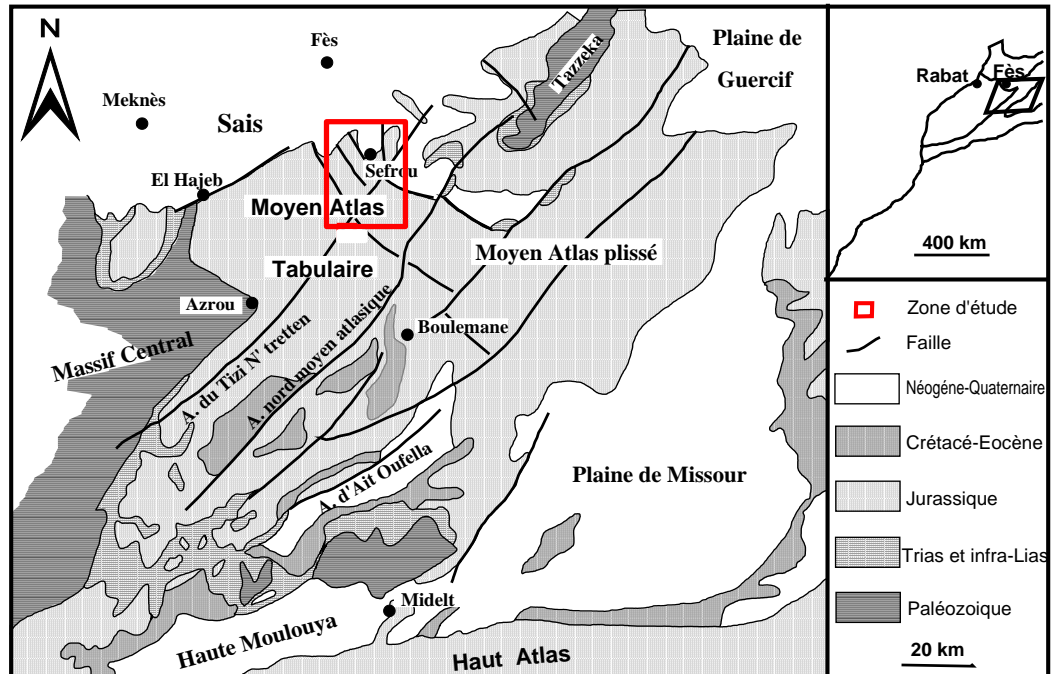 N
Fès
Meknès
Sais
El Hajeb
Sefrou
Tazzeka
Plaine de
Guercif
Moyen Atlas
Tabulaire
Moyen Atlas plissé
Azrou
Boulemane
Massif Central
A. du Tizi N' tretten
A. nord moyen atlasique
A. d'Ait Oufella
Plaine de Missour
Midelt
Haute Moulouya
Haut Atlas
Rabat
Fès
400 km
Zone d'étude
Faille
Néogéne-Quaternaire
Crétacé-Eocène
Jurassique
Trias et infra-Lias
Paléozoique
20 km